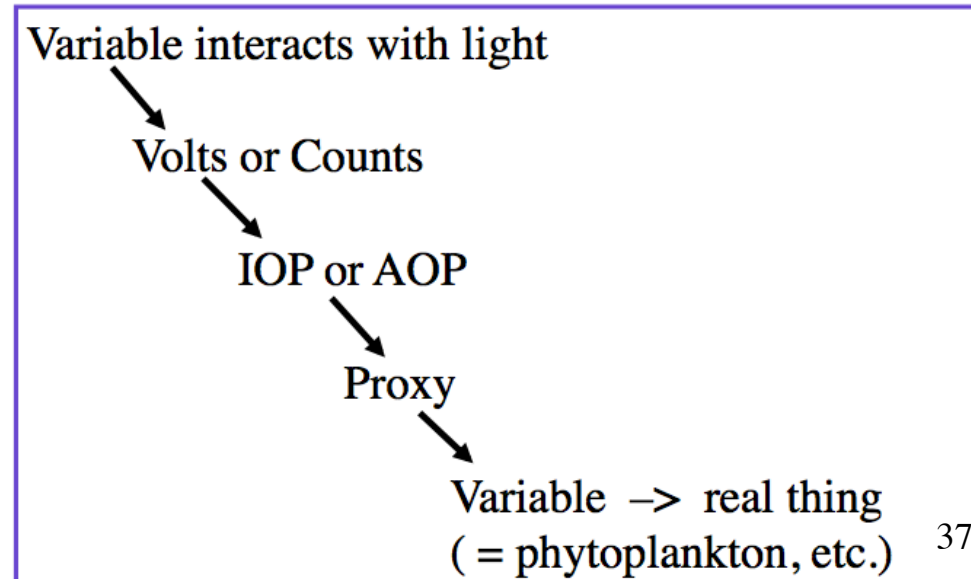 Variable interacts with light
Volts or Counts
IOP or AOP
Proxy
Variable –> real thing
( = phytoplankton, etc.)
37